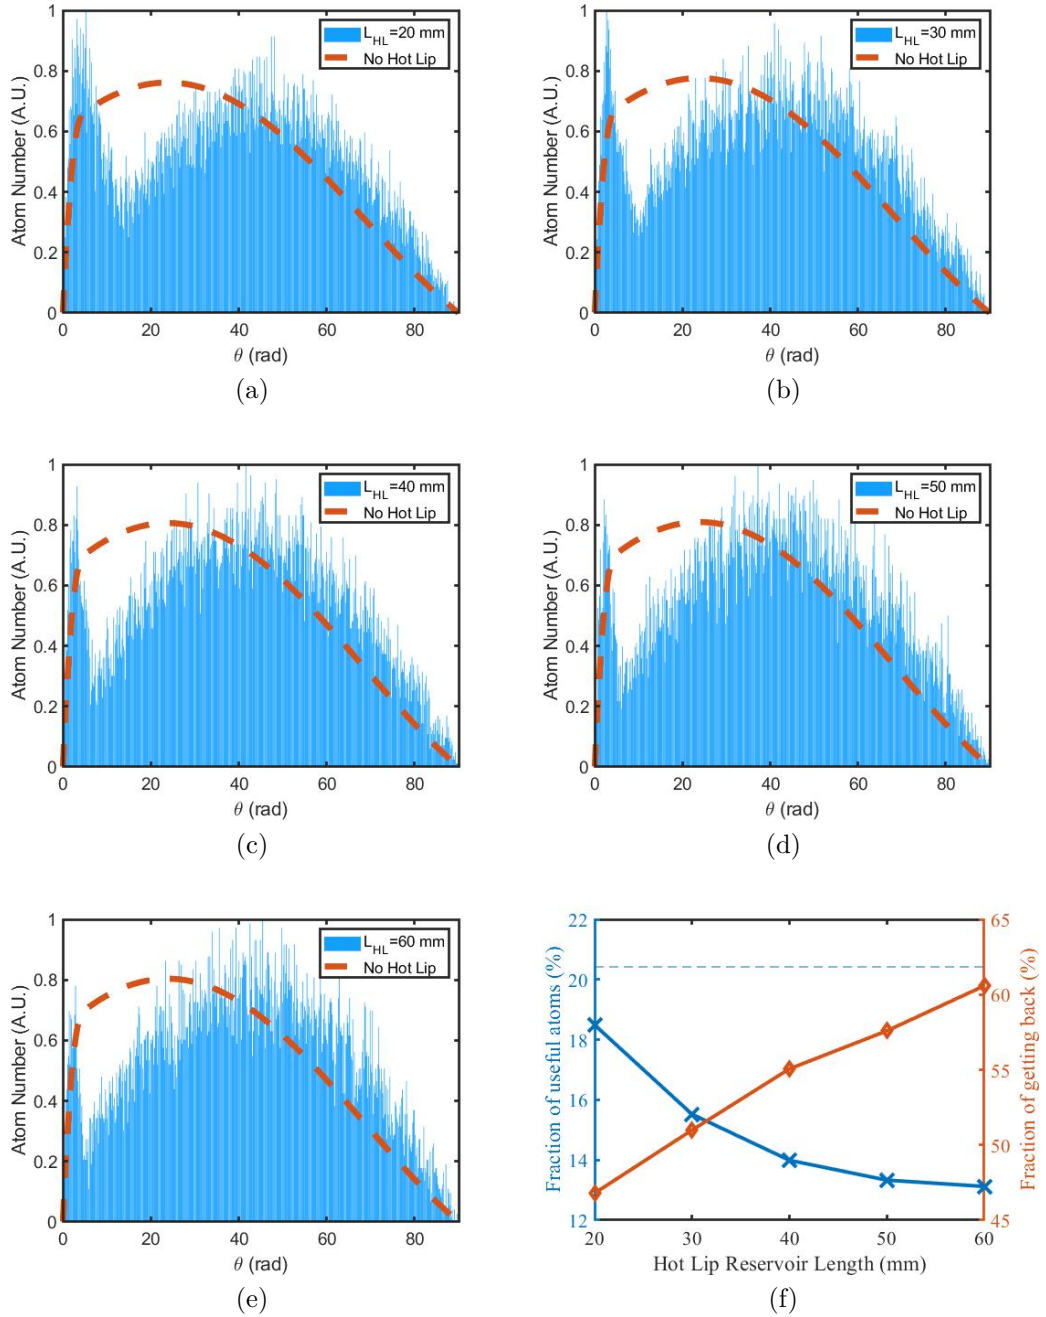 L_HL=20 mm
No Hot Lip
Atom Number (A.U.)
1
0.8
0.6
0.4
0.2
0
0 20 40 60 80
θ (rad)
(a)
L_HL=30 mm
No Hot Lip
Atom Number (A.U.)
1
0.8
0.6
0.4
0.2
0
0 20 40 60 80
θ (rad)
(b)
L_HL=40 mm
No Hot Lip
Atom Number (A.U.)
1
0.8
0.6
0.4
0.2
0
0 20 40 60 80
θ (rad)
(c)
L_HL=50 mm
No Hot Lip
Atom Number (A.U.)
1
0.8
0.6
0.4
0.2
0
0 20 40 60 80
θ (rad)
(d)
L_HL=60 mm
No Hot Lip
Atom Number (A.U.)
1
0.8
0.6
0.4
0.2
0
0 20 40 60 80
θ (rad)
(e)
Fraction of useful atoms (%)
22
20
18
16
14
12
Fraction of getting back (%)
65
60
55
50
45
20 30 40 50 60
Hot Lip Reservoir Length (mm)
(f)